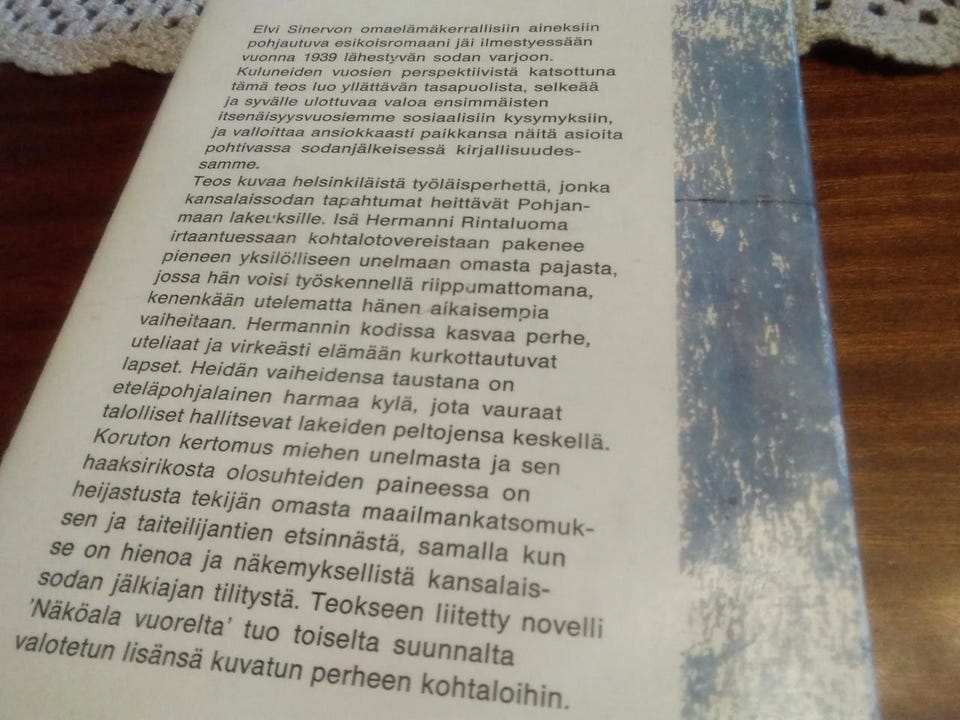 Elvi Sinervon omaelämäkerrallisiin aineksiin
pohjautuva esikoisromaani jäi ilmestyessään
vuonna 1939 lähestyvän sodan varjoon.
Kuluneiden vuosien perspektiivistä katsottuna
tämä teos luo yllättävän tasapuolista, selkeää
ja syvälle ulottuvaa valoa ensimmäisten
itsenäisyysvuosiemme sosiaalisiin kysymyksiin,
ja valloittaa ansiokkaasti paikkansa näitä asioita
pohtivassa sodanjälkeisessä kirjallisuudes-
samme.
Teos kuvaa helsinkiläistä työläisperhettä, jonka
kansalaissodan tapahtumat heittävät Pohjan-
maan lakeuksille. Isä Hermanni Rintaluoma
irtaantuessaan kohtalotovereistaan pakenee
pieneen yksilölliseen unelmaan omasta pajasta,
jossa hän voisi työskennellä riippumattomana,
kenenkään utelematta hänen aikaisempia
vaiheitaan. Hermannin kodissa kasvaa perhe,
uteliaat ja virkeästi elämään kurkottautuvat
lapset. Heidän vaiheidensa taustana on
eteläpohjalainen harmaa kylä, jota vauraat
talolliset hallitsevat lakeiden peltojensa keskellä.
Koruton kertomus miehen unelmasta ja sen
haaksirikosta olosuhteiden paineessa on
heijastusta tekijän omasta maailmankatsomuk-
sen ja taiteilijantien etsinnästä, samalla kun
se on hienoa ja näkemyksellistä kansalais-
sodan jälkiajan tilitystä. Teokseen liitetty novelli
'Näköala vuorelta' tuo toiselta suunnalta
valotetun lisänsä kuvatun perheen kohtaloihin.